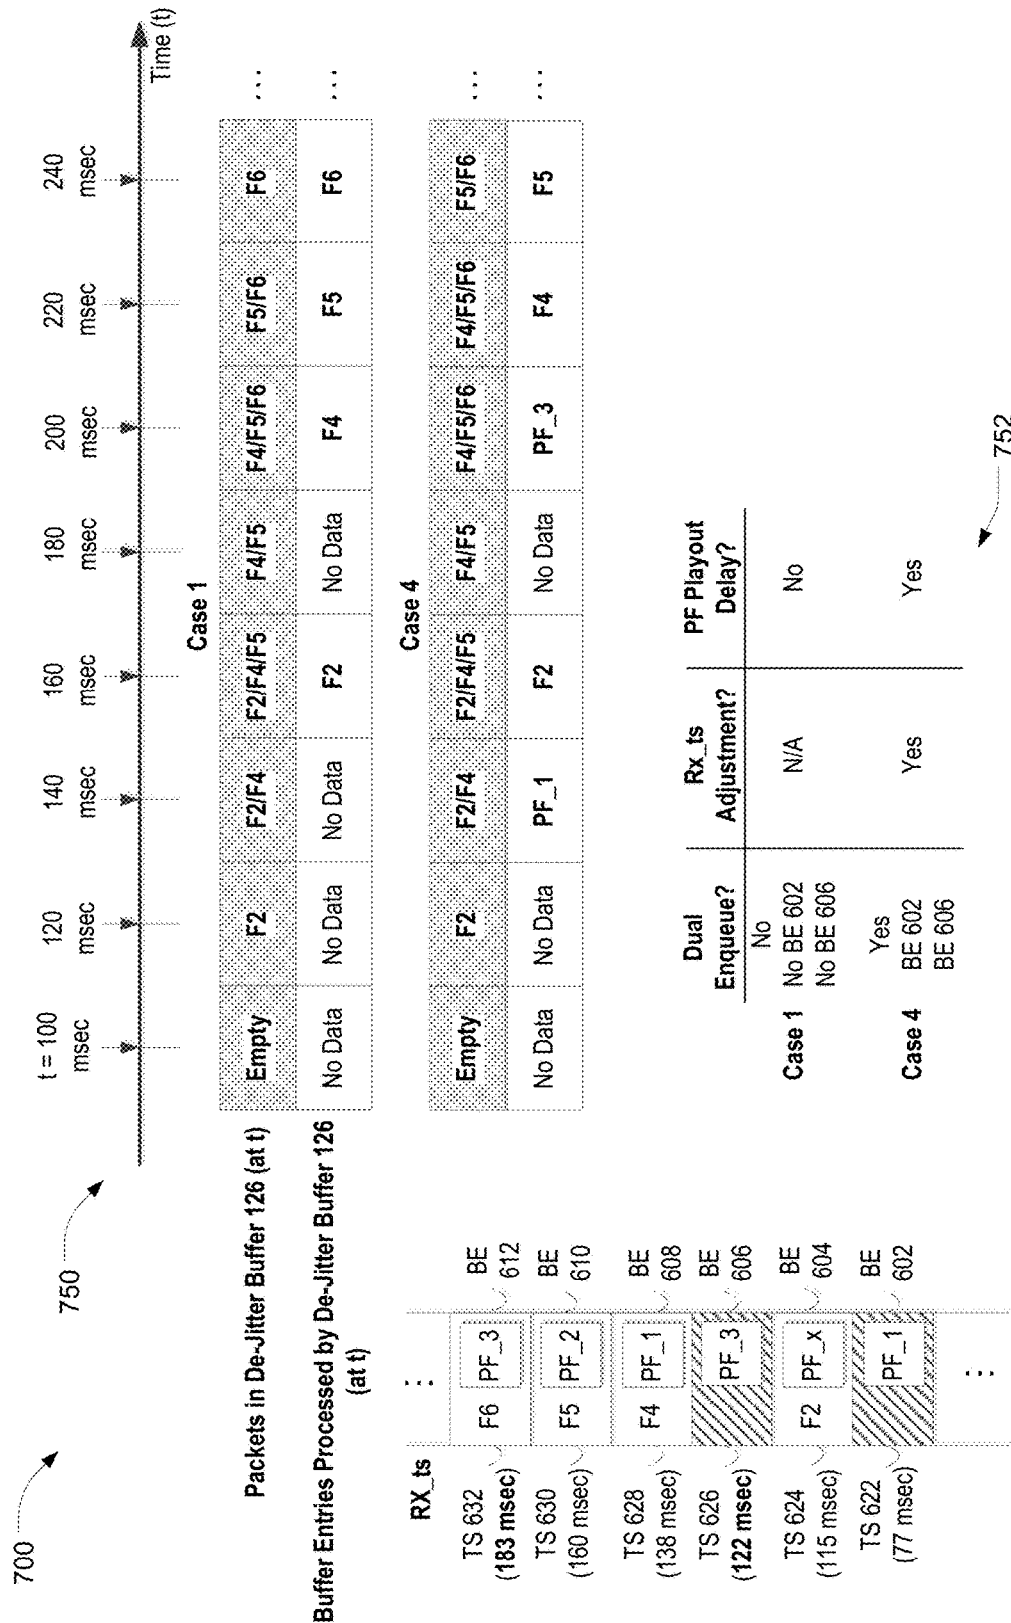 700
750
t = 100 msec
120 msec
140 msec
160 msec
180 msec
200 msec
220 msec
240 msec
Time (t)
Case 1
Packets in De-Jitter Buffer 126 (at t)
Empty
F2
F2/F4
F2/F4/F5
F4/F5
F4/F5/F6
F5/F6
F6
...
Buffer Entries Processed by De-Jitter Buffer 126
(at t)
No Data
No Data
No Data
F2
No Data
F4
F5
F6
...
Case 4
Empty
F2
F2/F4
F2/F4/F5
F4/F5
F4/F5/F6
F4/F5/F6
F5/F6
...
No Data
No Data
PF_1
F2
No Data
PF_3
F4
F5
...
RX_ts
...
TS 632
(183 msec)
F6
PF_3
BE
612
TS 630
(160 msec)
F5
PF_2
BE
610
TS 628
(138 msec)
F4
PF_1
BE
608
TS 626
(122 msec)
PF_3
BE
606
TS 624
(115 msec)
F2
PF_x
BE
604
TS 622
(77 msec)
PF_1
BE
602
...
Dual
Enqueue?
Rx_ts
Adjustment?
PF Playout
Delay?
Case 1
No
No BE 602
No BE 606
N/A
No
Case 4
Yes
BE 602
BE 606
Yes
Yes
752